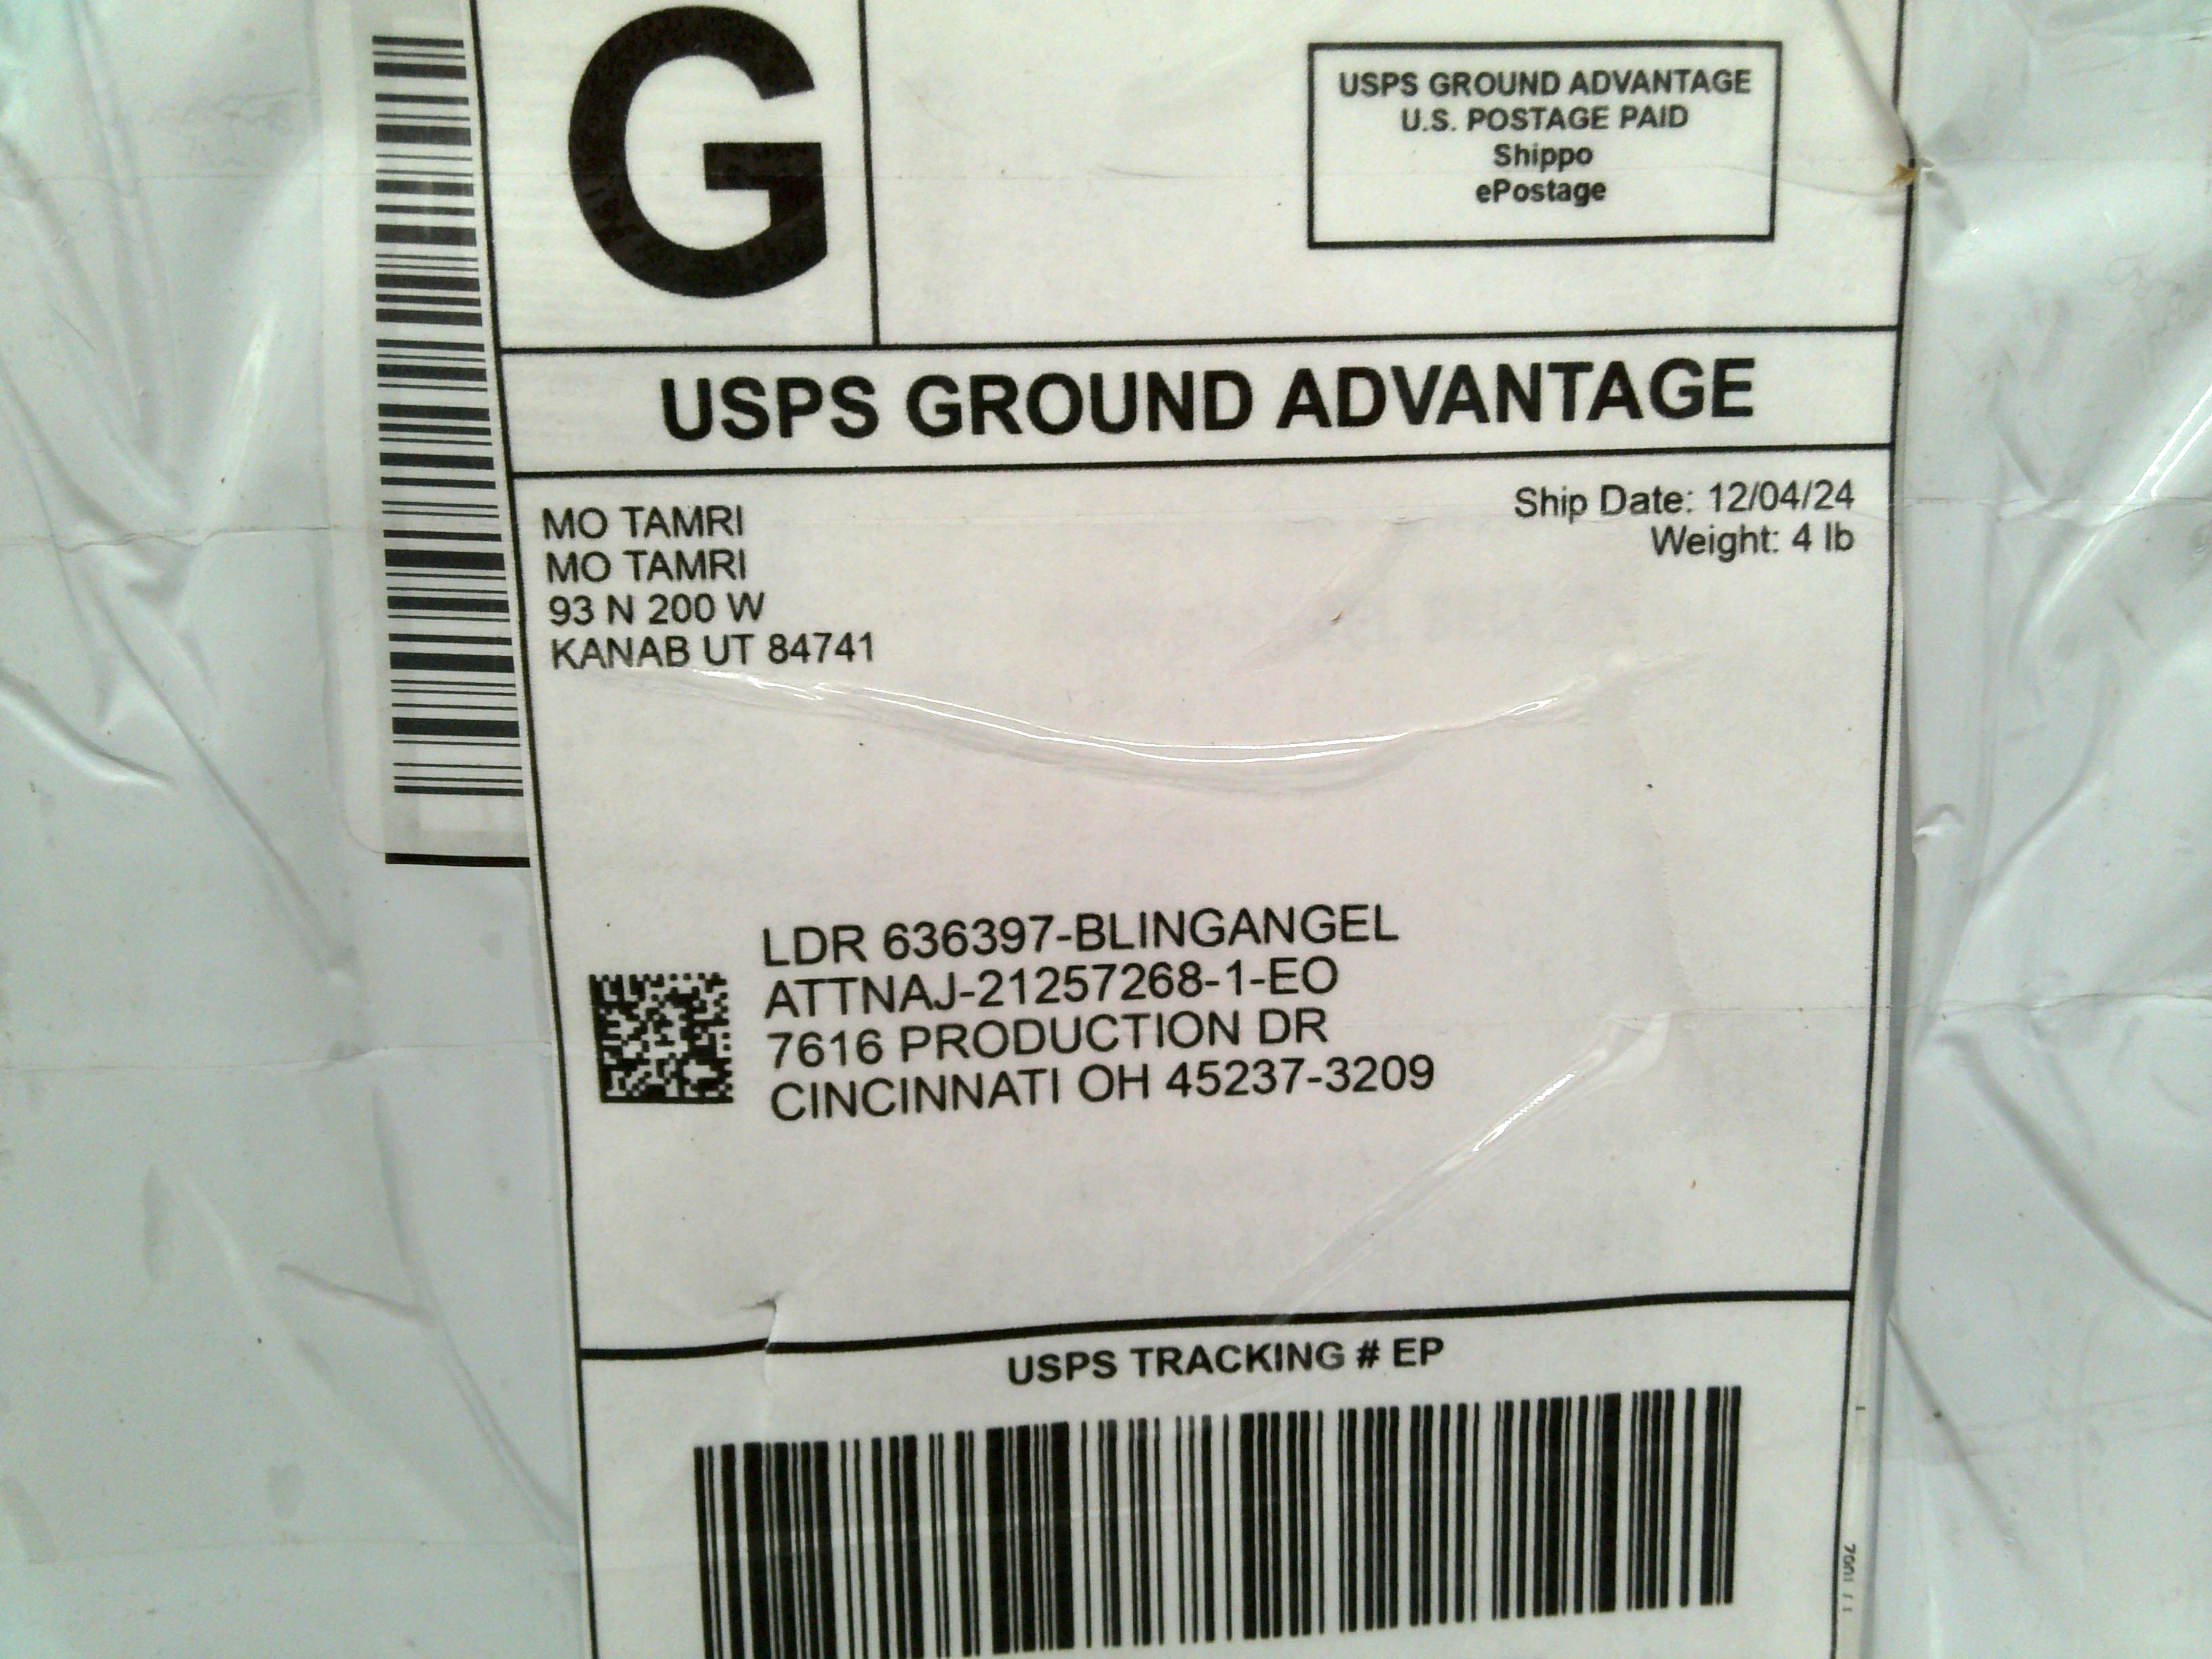 G
USPS GROUND ADVANTAGE
U.S. POSTAGE PAID
Shippo
ePostage
USPS GROUND ADVANTAGE
MO TAMRI
MO TAMRI
93 N 200 W
KANAB UT 84741
Ship Date: 12/04/24
Weight: 4 lb
LDR 636397-BLINGANGEL
ATTNAJ-21257268-1-EO
7616 PRODUCTION DR
CINCINNATI OH 45237-3209
USPS TRACKING # EP